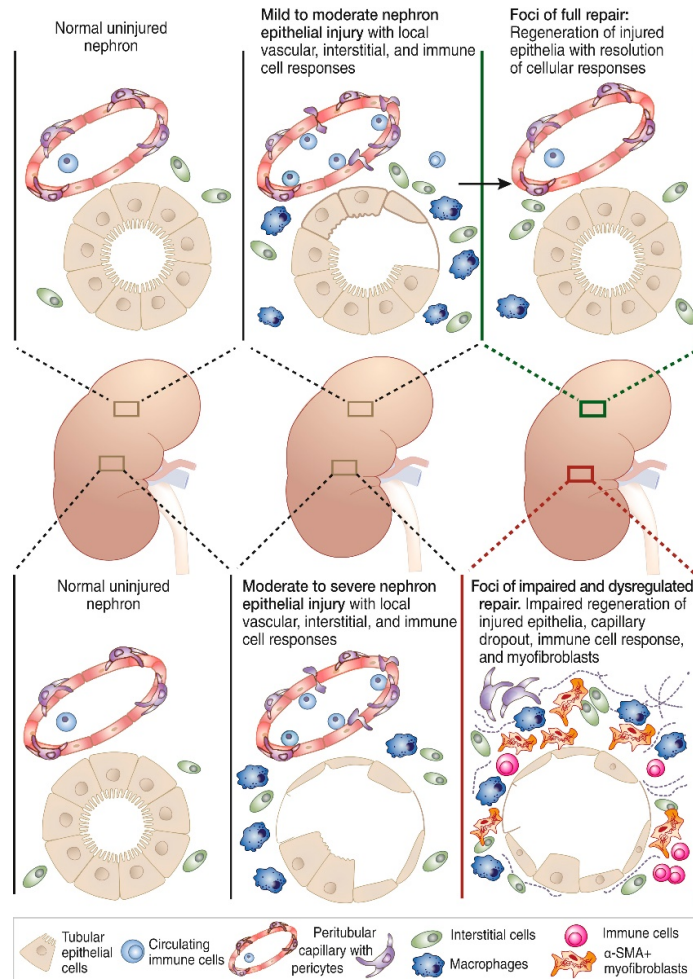 Normal uninjured
nephron
Mild to moderate nephron
epithelial injury with local
vascular, interstitial, and immune
cell responses
Foci of full repair:
Regeneration of injured
epithelia with resolution
of cellular responses
Normal uninjured
nephron
Moderate to severe nephron
epithelial injury with local
vascular, interstitial, and immune
cell responses
Foci of impaired and dysregulated
repair. Impaired regeneration of
injured epithelia, capillary
dropout, immune cell response,
and myofibroblasts
Tubular
epithelial
cells
Circulating
immune cells
Peritubular
capillary with
pericytes
Interstitial cells
Macrophages
Immune cells
α-SMA+
myofibroblasts